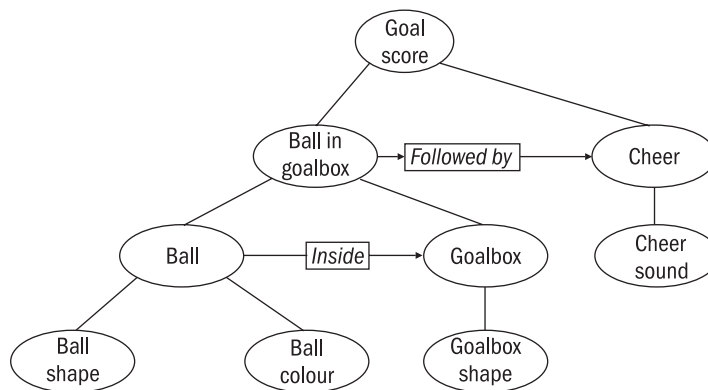 Goal
score
Ball in
goalbox
Followed by
Cheer
Ball
Inside
Goalbox
Cheer
sound
Ball
shape
Ball
colour
Goalbox
shape